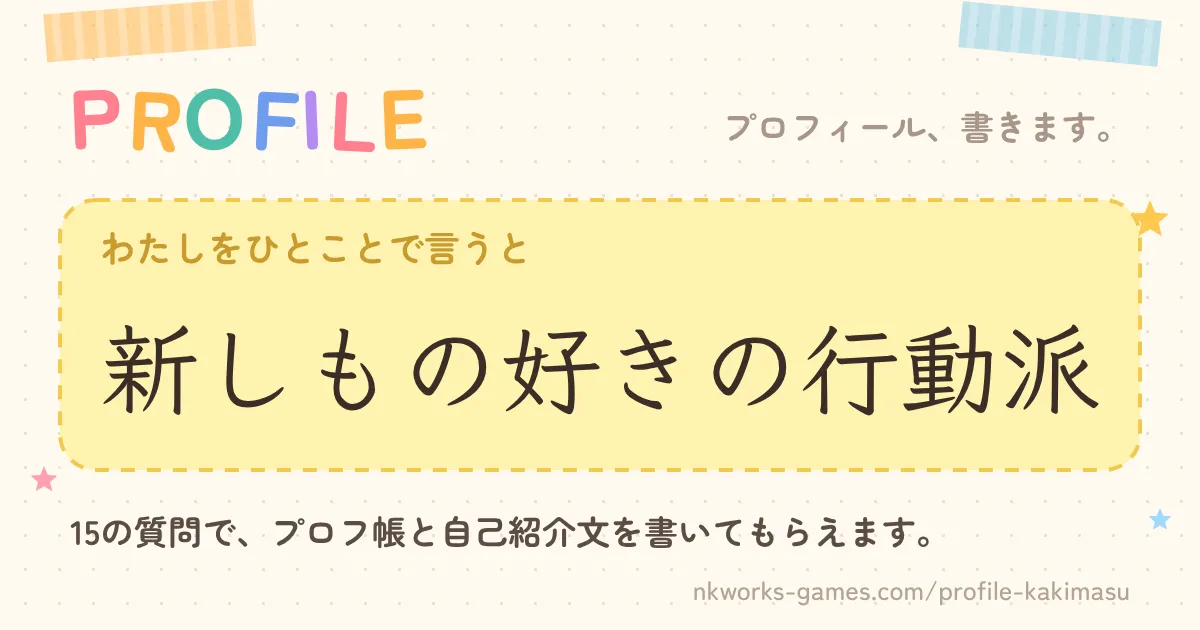 PROFILE
プロフィール、書きます。
わたしをひとことで言うと
新しもの好きの行動派
15の質問で、プロフ帳と自己紹介文を書いてもらえます。
nkworks-games.com/profile-kakimasu